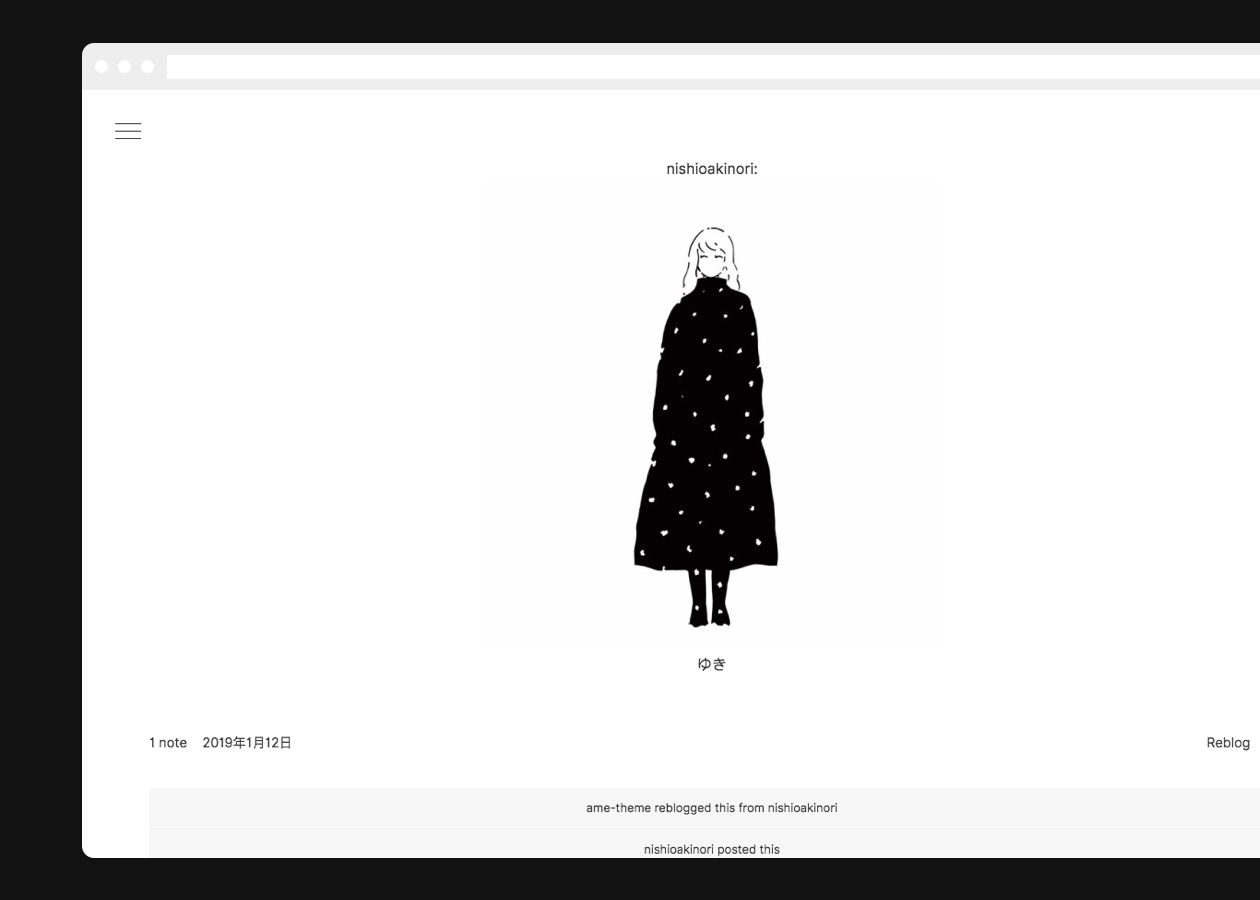 nishioakinori:
ゆき
1 note 2019年1月12日
Reblog
ame-theme reblogged this from nishioakinori
nishioakinori posted this